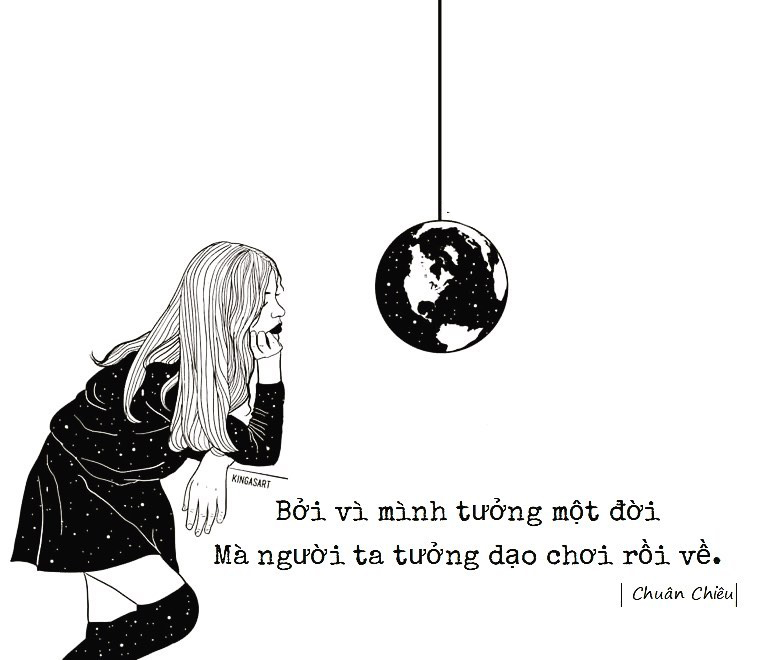 KINGASART
Bởi vì mình tưởng một đời
Mà người ta tưởng dạo chơi rồi về.
| Chuân Chiêu|